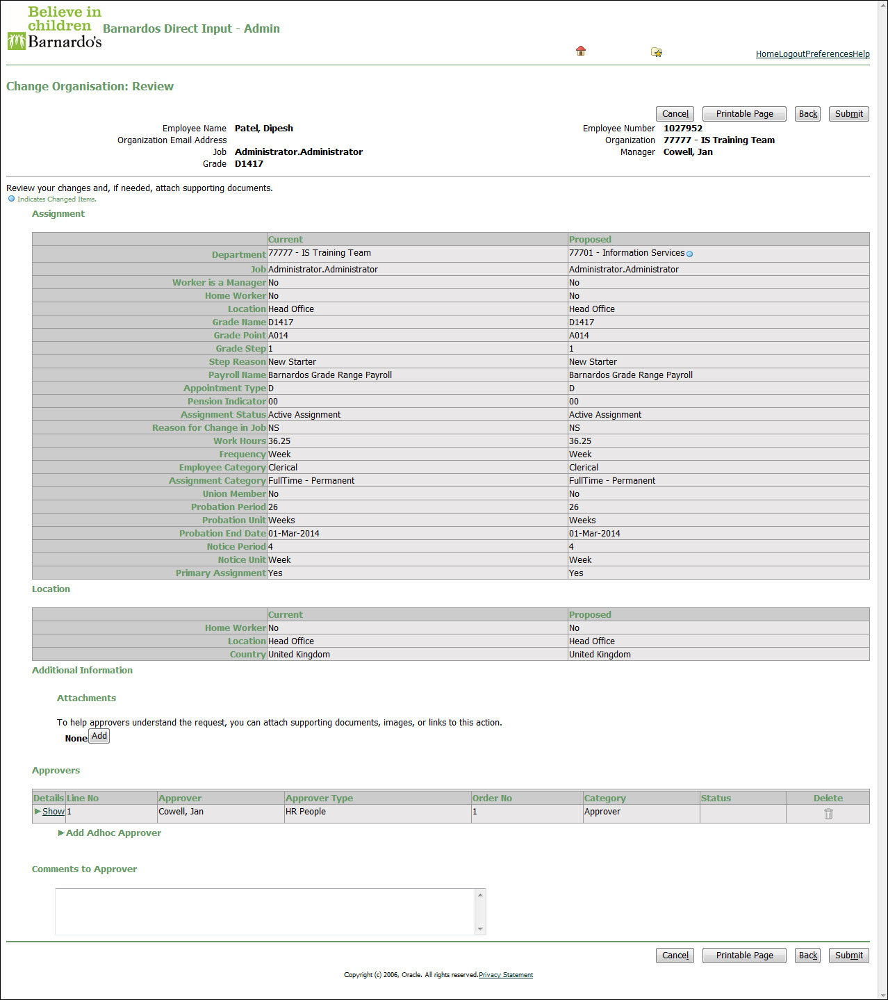 Believe in
children
Barnardo's
Barnardos Direct Input - Admin
HomeLogoutPreferencesHelp
Change Organisation: Review
Cancel Printable Page Back Submit
Employee Name Patel, Dipesh Employee Number 1027952
Organization Email Address Organization 77777 - IS Training Team
Job Administrator.Administrator Manager Cowell, Jan
Grade D1417
Review your changes and, if needed, attach supporting documents.
Indicates Changed Items.
Assignment
Current Proposed
Department 77777 - IS Training Team 77701 - Information Services
Job Administrator.Administrator Administrator.Administrator
Worker is a Manager No No
Home Worker No No
Location Head Office Head Office
Grade Name D1417 D1417
Grade Point A014 A014
Grade Step 1 1
Step Reason New Starter New Starter
Payroll Name Barnardos Grade Range Payroll Barnardos Grade Range Payroll
Appointment Type D D
Pension Indicator 00 00
Assignment Status Active Assignment Active Assignment
Reason for Change in Job NS NS
Work Hours 36.25 36.25
Frequency Week Week
Employee Category Clerical Clerical
Assignment Category FullTime - Permanent FullTime - Permanent
Union Member No No
Probation Period 26 26
Probation Unit Weeks Weeks
Probation End Date 01-Mar-2014 01-Mar-2014
Notice Period 4 4
Notice Unit Week Week
Primary Assignment Yes Yes
Location
Current Proposed
Home Worker No No
Location Head Office Head Office
Country United Kingdom United Kingdom
Additional Information
Attachments
To help approvers understand the request, you can attach supporting documents, images, or links to this action.
None Add
Approvers
Details Line No Approver Approver Type Order No Category Status Delete
Show 1 Cowell, Jan HR People 1 Approver
Add Adhoc Approver
Comments to Approver
Cancel Printable Page Back Submit
Copyright (c) 2006, Oracle. All rights reserved.Privacy Statement